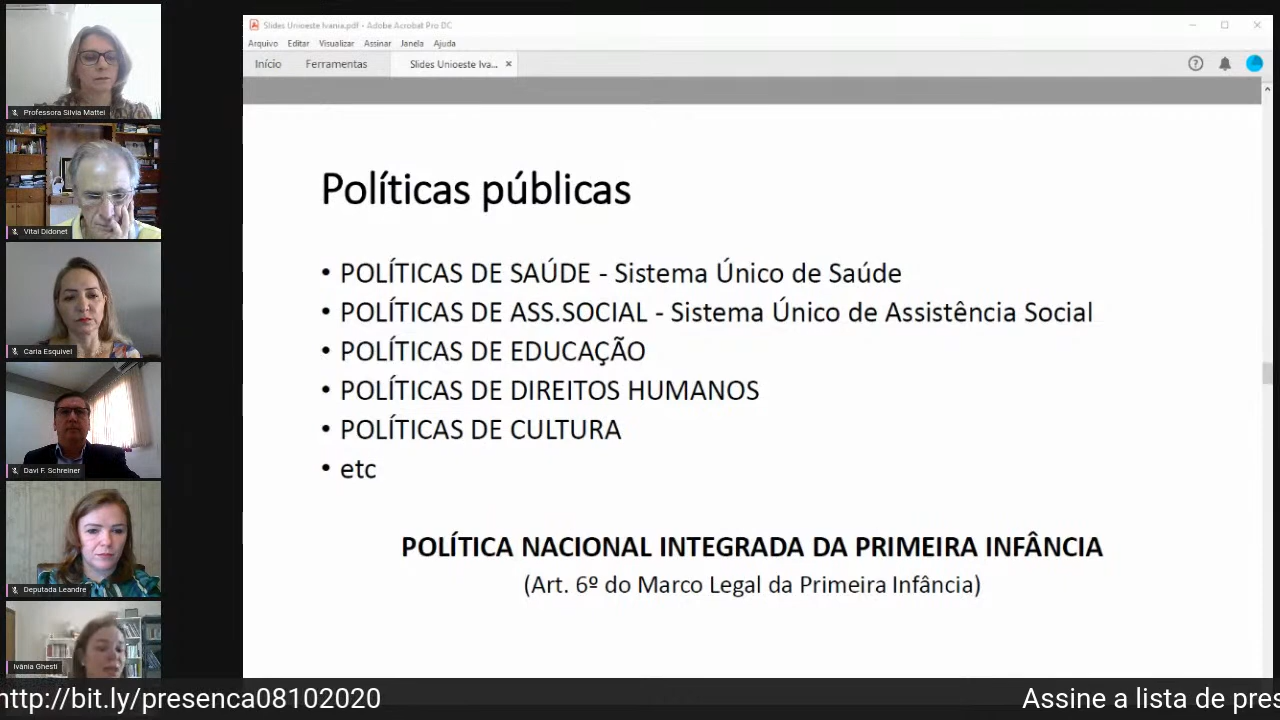 Slides Unioeste Ivania.pdf - Adobe Acrobat Pro DC
Arquivo Editar Visualizar Assinar Janela Ajuda
Início Ferramentas Slides Unioeste Iva... ×
Políticas públicas
• POLÍTICAS DE SAÚDE - Sistema Único de Saúde
• POLÍTICAS DE ASS.SOCIAL - Sistema Único de Assistência Social
• POLÍTICAS DE EDUCAÇÃO
• POLÍTICAS DE DIREITOS HUMANOS
• POLÍTICAS DE CULTURA
• etc
POLÍTICA NACIONAL INTEGRADA DA PRIMEIRA INFÂNCIA
(Art. 6º do Marco Legal da Primeira Infância)
Professora Silvia Mattei
Vital Didonet
Carla Esquivel
Davi F. Schreiner
Deputada Leandre
Ivânia Ghesti
http://bit.ly/presenca08102020
Assine a lista de pres